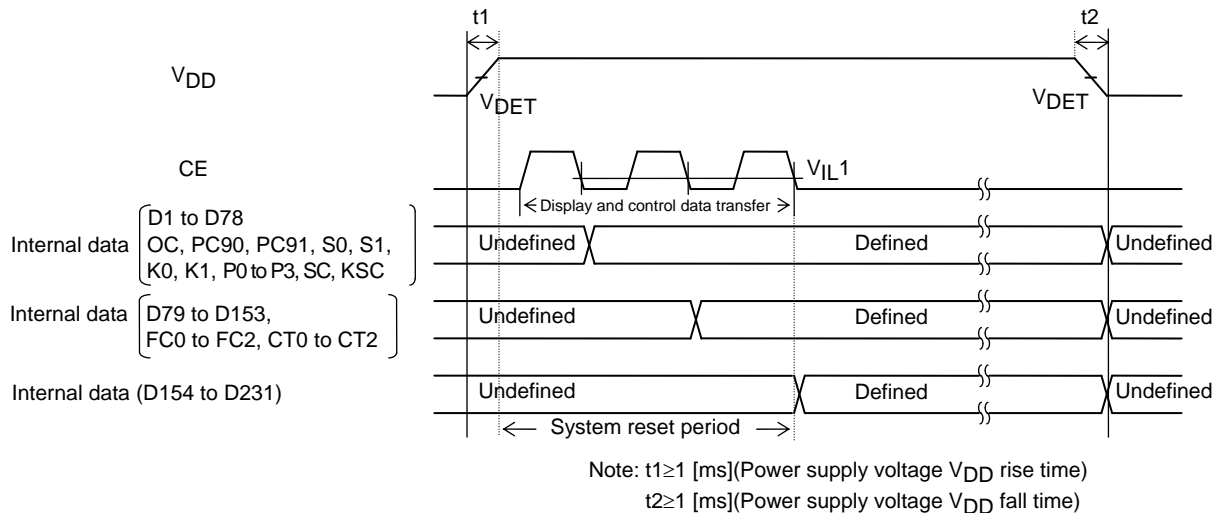 t1 t2
VDD
VDET VDET
CE
VIL1
Display and control data transfer
Internal data D1 to D78
OC, PC90, PC91, S0, S1,
K0, K1, P0 to P3, SC, KSC
Undefined Defined Undefined
Internal data D79 to D153,
FC0 to FC2, CT0 to CT2
Undefined Defined Undefined
Internal data (D154 to D231) Undefined Defined Undefined
System reset period
Note: t1≥1 [ms](Power supply voltage VDD rise time)
t2≥1 [ms](Power supply voltage VDD fall time)